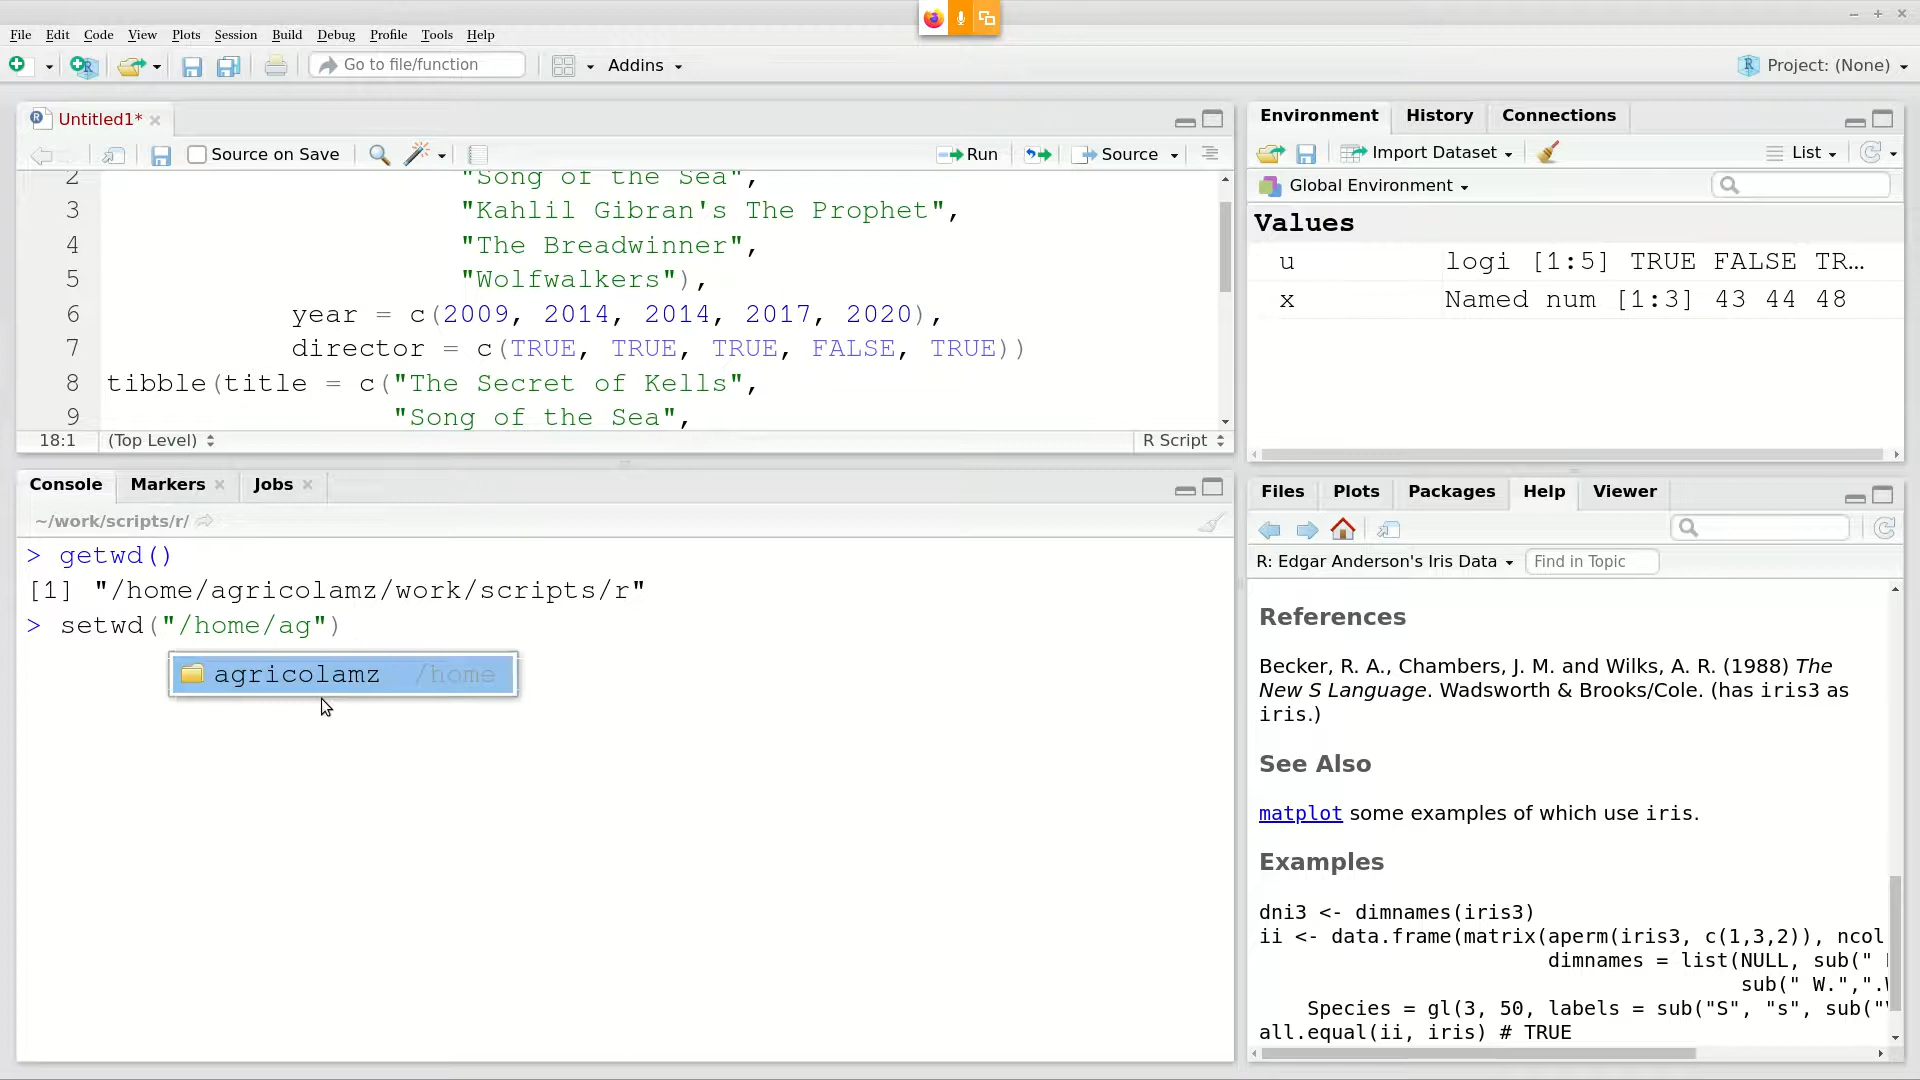 File Edit Code View Plots Session Build Debug Profile Tools Help
Go to file/function Addins Project: (None)
Untitled1*
Source on Save Run Source
2 "Song of the Sea",
3 "Kahlil Gibran's The Prophet",
4 "The Breadwinner",
5 "Wolfwalkers"),
6 year = c(2009, 2014, 2014, 2017, 2020),
7 director = c(TRUE, TRUE, TRUE, FALSE, TRUE))
8 tibble(title = c("The Secret of Kells",
9 "Song of the Sea",
18:1 (Top Level) R Script
Console Markers Jobs
~/work/scripts/r/
> getwd()
[1] "/home/agricolamz/work/scripts/r"
> setwd("/home/ag")
agricolamz /home
Environment History Connections
Import Dataset List
Global Environment
Values
u logi [1:5] TRUE FALSE TR…
x Named num [1:3] 43 44 48
Files Plots Packages Help Viewer
R: Edgar Anderson's Iris Data Find in Topic
References
Becker, R. A., Chambers, J. M. and Wilks, A. R. (1988) The
New S Language. Wadsworth & Brooks/Cole. (has iris3 as
iris.)
See Also
matplot some examples of which use iris.
Examples
dni3 <- dimnames(iris3)
ii <- data.frame(matrix(aperm(iris3, c(1,3,2)), ncol
dimnames = list(NULL, sub(" 
sub(" W.",".
Species = gl(3, 50, labels = sub("S", "s", sub("
all.equal(ii, iris) # TRUE